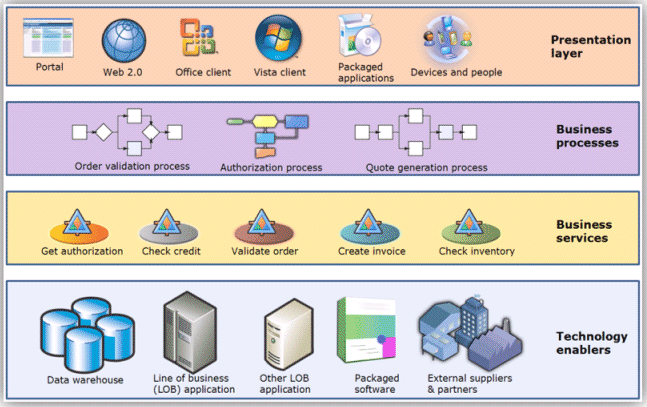 Portal
Web 2.0
Office client
Vista client
Packaged
applications
Devices and people
Presentation
layer
Order validation process
Authorization process
Quote generation process
Business
processes
Get authorization
Check credit
Validate order
Create invoice
Check inventory
Business
services
Data warehouse
Line of business
(LOB) application
Other LOB
application
Packaged
software
External suppliers
& partners
Technology
enablers